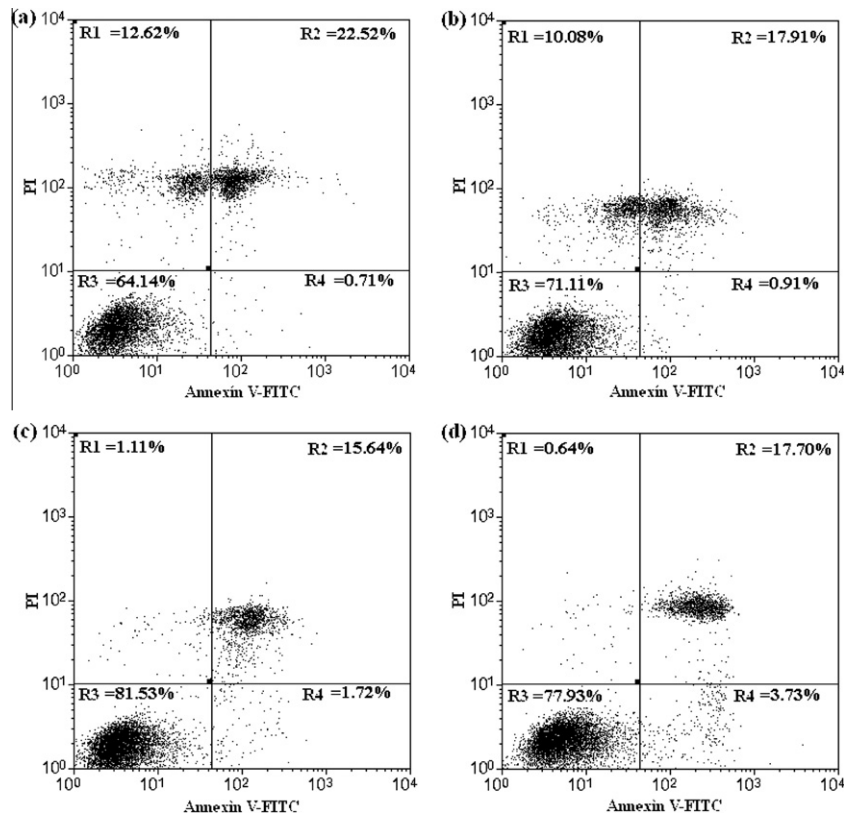 (a)
10⁴
R1 =12.62%
R2 =22.52%
10³
PI
10²
10¹
R3 =64.14%
R4 =0.71%
10⁰
10⁰ 10¹ 10² 10³ 10⁴
Annexin V-FITC
(b)
10⁴
R1 =10.08%
R2 =17.91%
10³
PI
10²
10¹
R3 =71.11%
R4 =0.91%
10⁰
10⁰ 10¹ 10² 10³ 10⁴
Annexin V-FITC
(c)
10⁴
R1 =1.11%
R2 =15.64%
10³
PI
10²
10¹
R3 =81.53%
R4 =1.72%
10⁰
10⁰ 10¹ 10² 10³ 10⁴
Annexin V-FITC
(d)
10⁴
R1 =0.64%
R2 =17.70%
10³
PI
10²
10¹
R3 =77.93%
R4 =3.73%
10⁰
10⁰ 10¹ 10² 10³ 10⁴
Annexin V-FITC